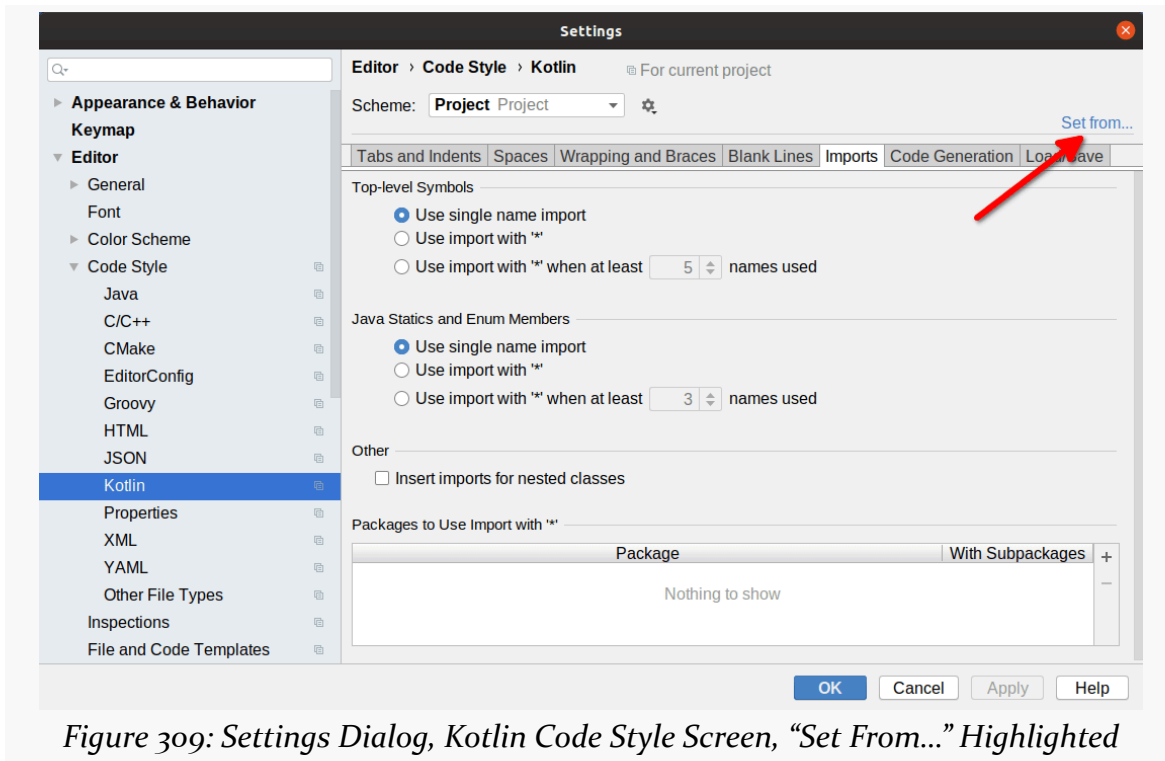 Settings
Editor › Code Style › Kotlin For current project
Scheme: Project Project
Set from...
Appearance & Behavior
Keymap
Editor
General
Font
Color Scheme
Code Style
Java
C/C++
CMake
EditorConfig
Groovy
HTML
JSON
Kotlin
Properties
XML
YAML
Other File Types
Inspections
File and Code Templates
Tabs and Indents Spaces Wrapping and Braces Blank Lines Imports Code Generation Load/Save
Top-level Symbols
Use single name import
Use import with '*'
Use import with '*' when at least 5 names used
Java Statics and Enum Members
Use single name import
Use import with '*'
Use import with '*' when at least 3 names used
Other
Insert imports for nested classes
Packages to Use Import with '*'
Package With Subpackages
Nothing to show
OK Cancel Apply Help
Figure 309: Settings Dialog, Kotlin Code Style Screen, “Set From…” Highlighted